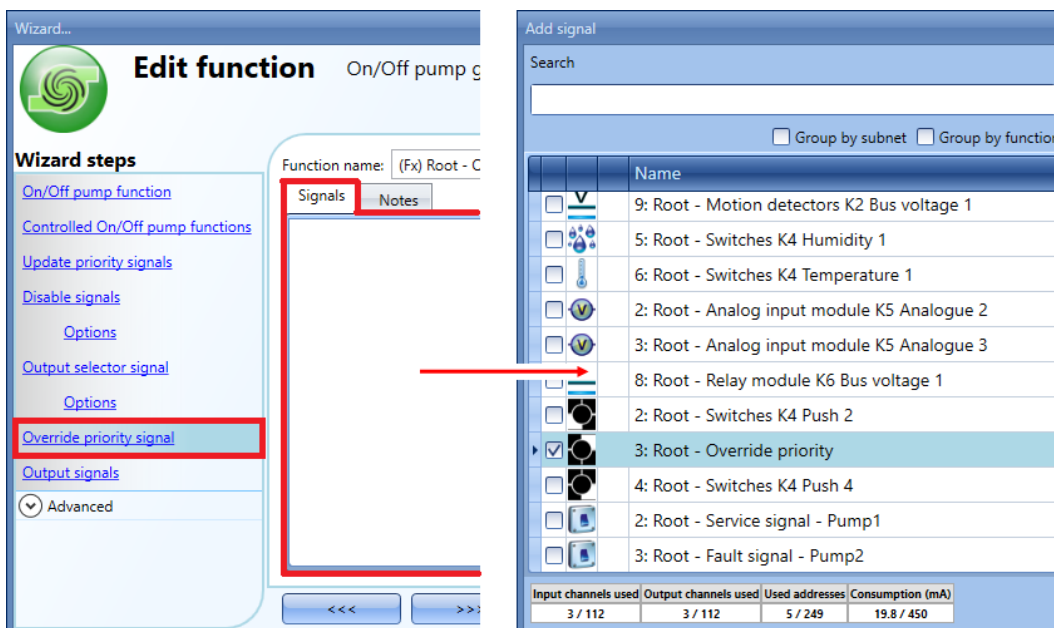 Wizard...
Edit function On/Off pump g
Wizard steps
On/Off pump function
Controlled On/Off pump functions
Update priority signals
Disable signals
Options
Output selector signal
Options
Override priority signal
Output signals
Advanced
Function name: (Fx) Root - C
Signals Notes
<<< >>>
Add signal
Search
Group by subnet Group by function
Name
9: Root - Motion detectors K2 Bus voltage 1
5: Root - Switches K4 Humidity 1
6: Root - Switches K4 Temperature 1
2: Root - Analog input module K5 Analogue 2
3: Root - Analog input module K5 Analogue 3
8: Root - Relay module K6 Bus voltage 1
2: Root - Switches K4 Push 2
3: Root - Override priority
4: Root - Switches K4 Push 4
2: Root - Service signal - Pump1
3: Root - Fault signal - Pump2
Input channels used Output channels used Used addresses Consumption (mA)
3 / 112 3 / 112 5 / 249 19.8 / 450